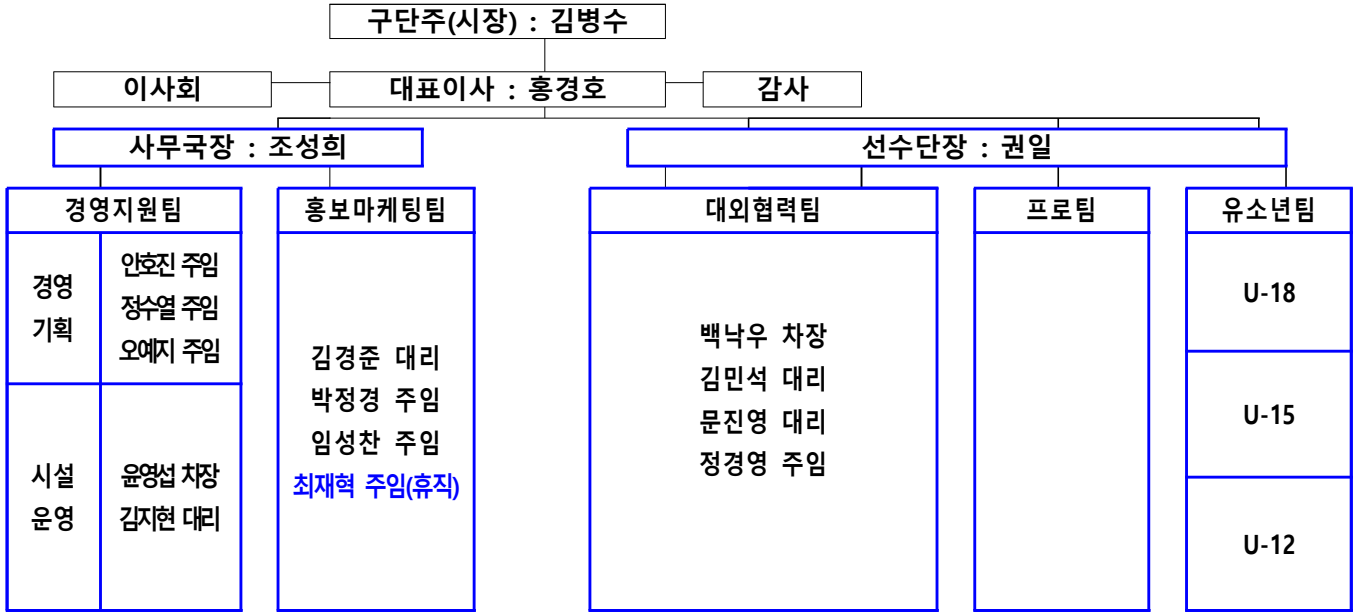 구단주(시장) : 김병수
이사회
대표이사 : 홍경호
감사
사무국장 : 조성희
선수단장 : 권일
경영지원팀
홍보마케팅팀
대외협력팀
프로팀
유소년팀
경영
기획
안호진 주임
정수열 주임
오예지 주임
시설
운영
윤영섭 차장
김지현 대리
김경준 대리
박정경 주임
임성찬 주임
최재혁 주임(휴직)
백낙우 차장
김민석 대리
문진영 대리
정경영 주임
U-18
U-15
U-12